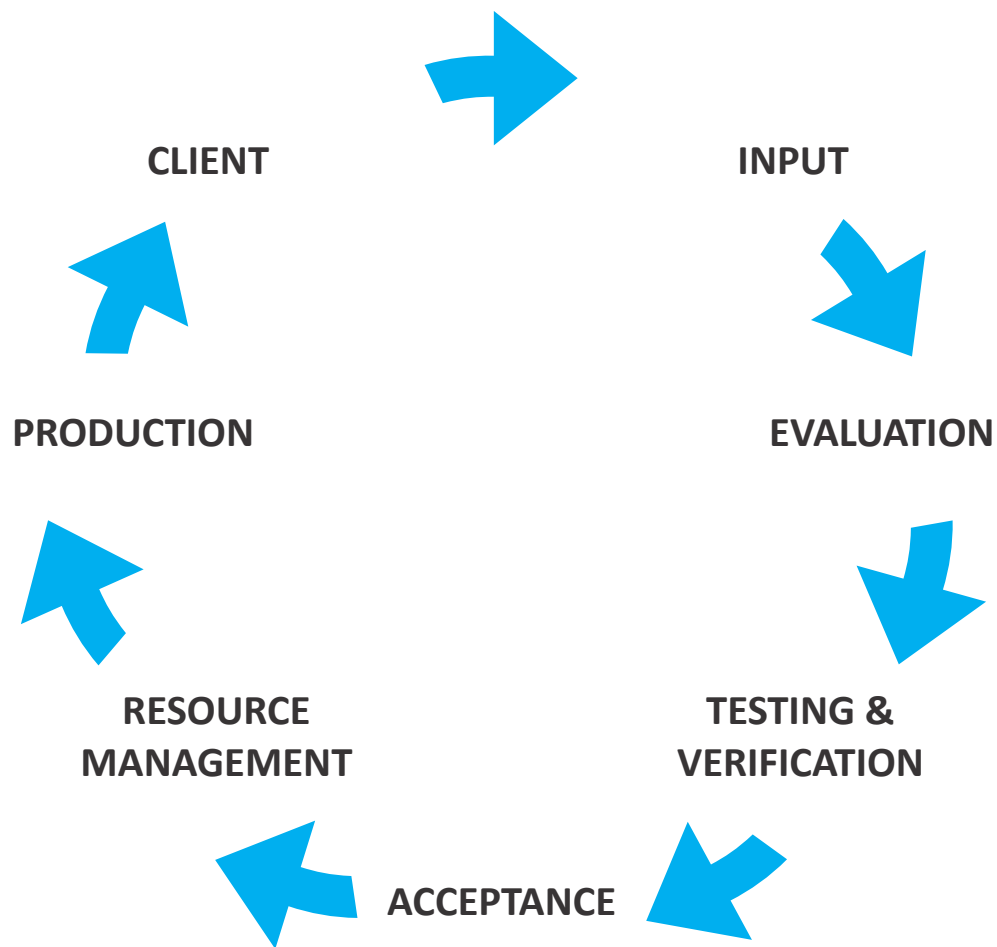 CLIENT
INPUT
PRODUCTION
EVALUATION
RESOURCE
MANAGEMENT
TESTING &
VERIFICATION
ACCEPTANCE